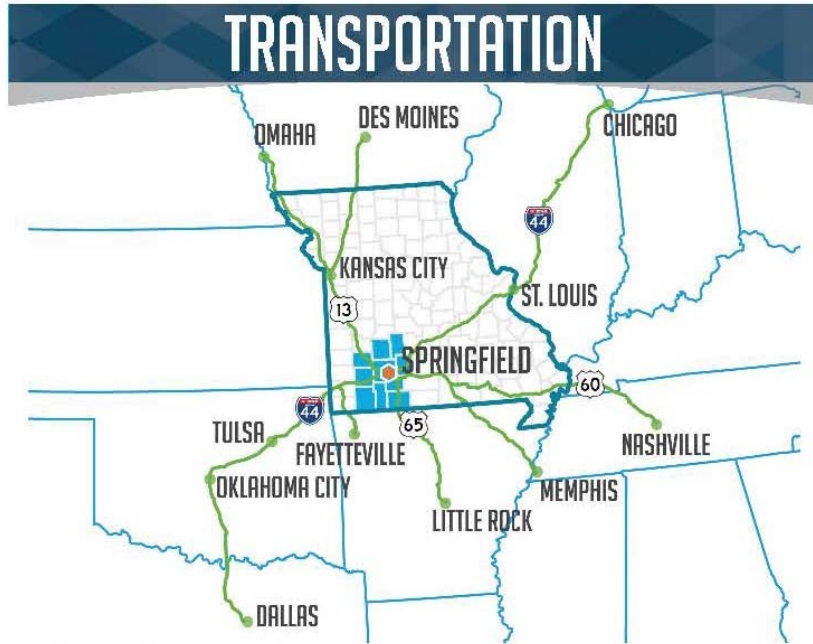 TRANSPORTATION
OMAHA
DES MOINES
CHICAGO
44
KANSAS CITY
ST. LOUIS
13
SPRINGFIELD
60
44
65
TULSA
FAYETTEVILLE
NASHVILLE
OKLAHOMA CITY
MEMPHIS
LITTLE ROCK
DALLAS